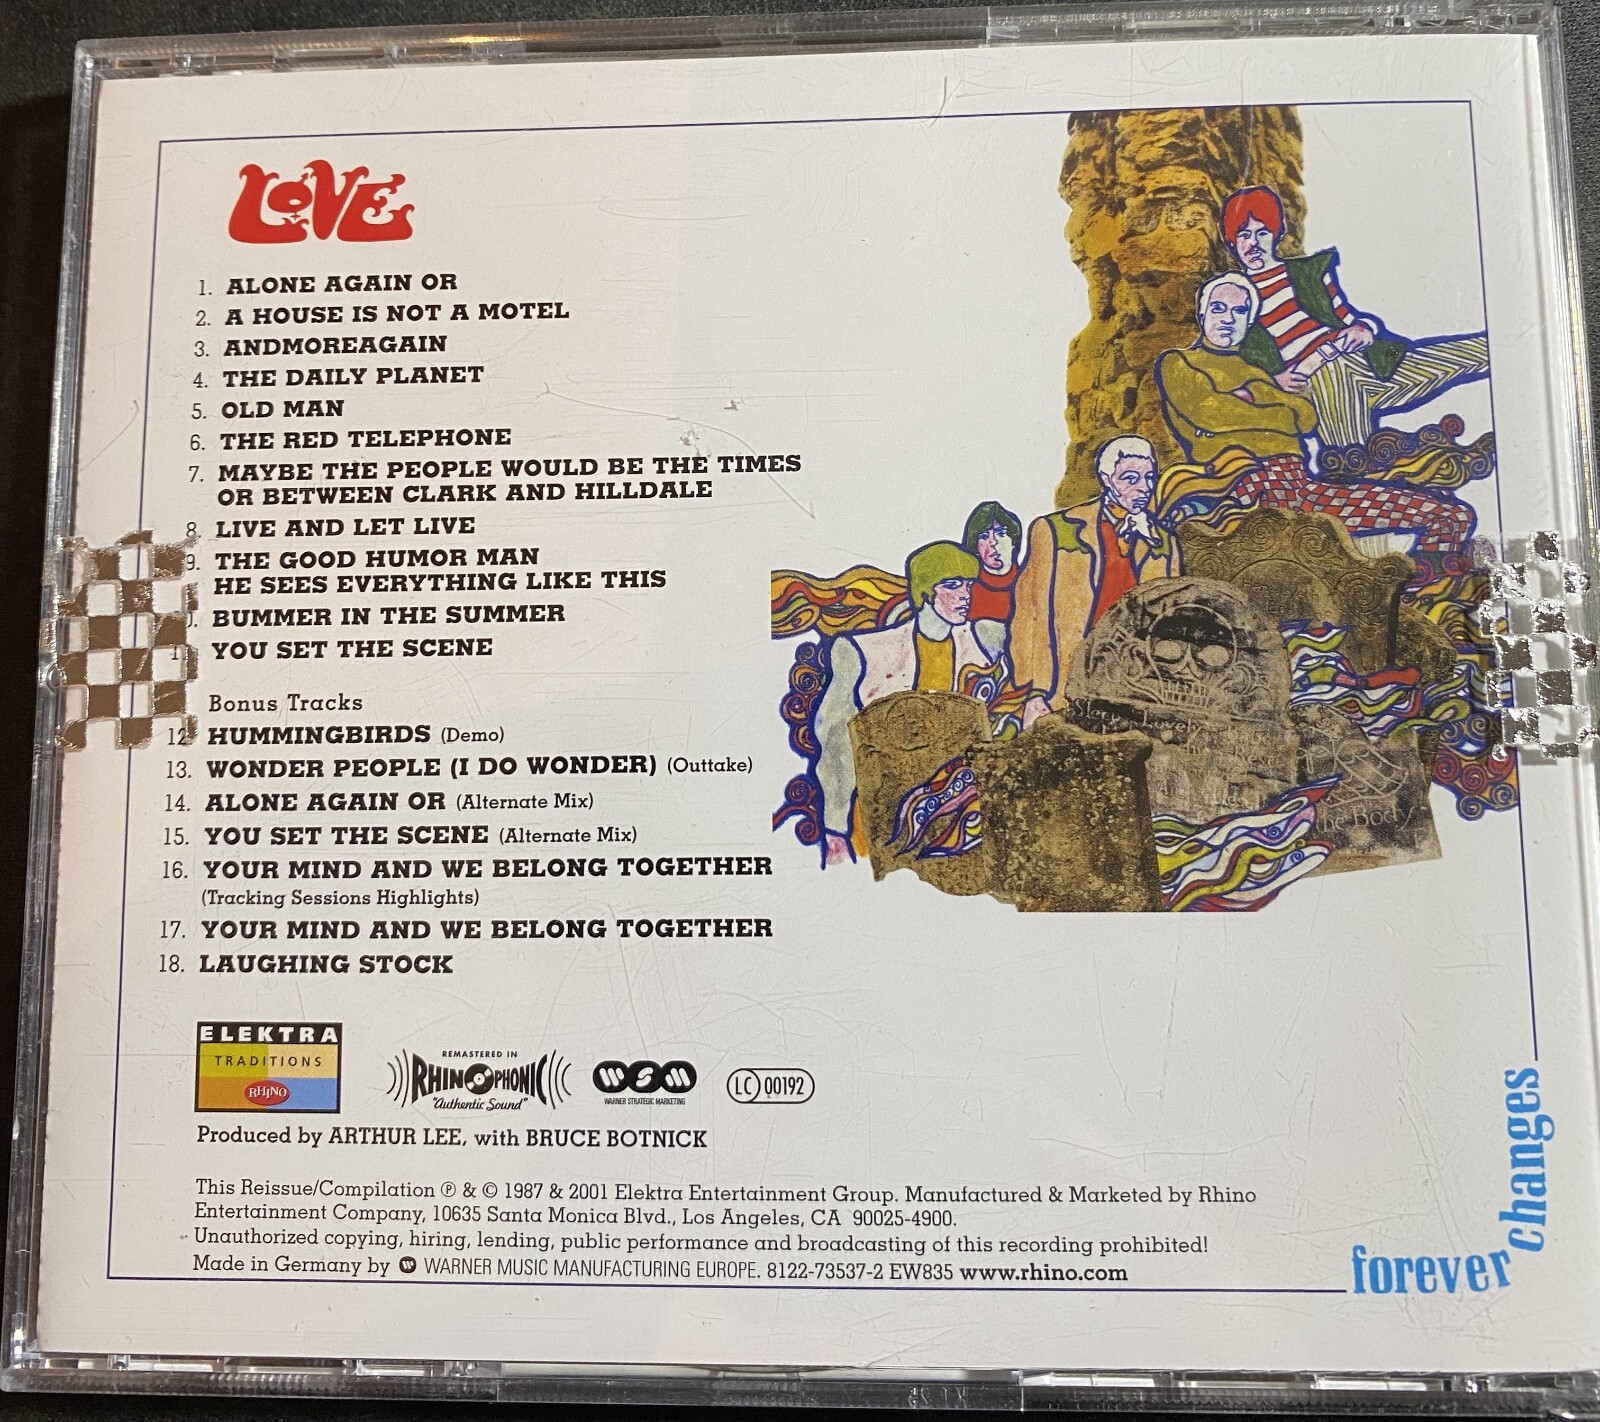 LOVE
1. ALONE AGAIN OR
2. A HOUSE IS NOT A MOTEL
3. ANDMOREAGAIN
4. THE DAILY PLANET
5. OLD MAN
6. THE RED TELEPHONE
7. MAYBE THE PEOPLE WOULD BE THE TIMES
OR BETWEEN CLARK AND HILLDALE
8. LIVE AND LET LIVE
9. THE GOOD HUMOR MAN
HE SEES EVERYTHING LIKE THIS
BUMMER IN THE SUMMER
YOU SET THE SCENE
Bonus Tracks
12. HUMMINGBIRDS (Demo)
13. WONDER PEOPLE (I DO WONDER) (Outtake)
14. ALONE AGAIN OR (Alternate Mix)
15. YOU SET THE SCENE (Alternate Mix)
16. YOUR MIND AND WE BELONG TOGETHER
(Tracking Sessions Highlights)
17. YOUR MIND AND WE BELONG TOGETHER
18. LAUGHING STOCK
Sleep Lovely
the Body
ELEKTRA
TRADITIONS
RHINO
REMASTERED IN
RHINOPHONIC
"Authentic Sound"
WSM
WARNER STRATEGIC MARKETING
LC 00192
Produced by ARTHUR LEE, with BRUCE BOTNICK
This Reissue/Compilation ℗ & © 1987 & 2001 Elektra Entertainment Group. Manufactured & Marketed by Rhino
Entertainment Company, 10635 Santa Monica Blvd., Los Angeles, CA 90025-4900.
Unauthorized copying, hiring, lending, public performance and broadcasting of this recording prohibited!
Made in Germany by WARNER MUSIC MANUFACTURING EUROPE. 8122-73537-2 EW835 www.rhino.com
forever changes